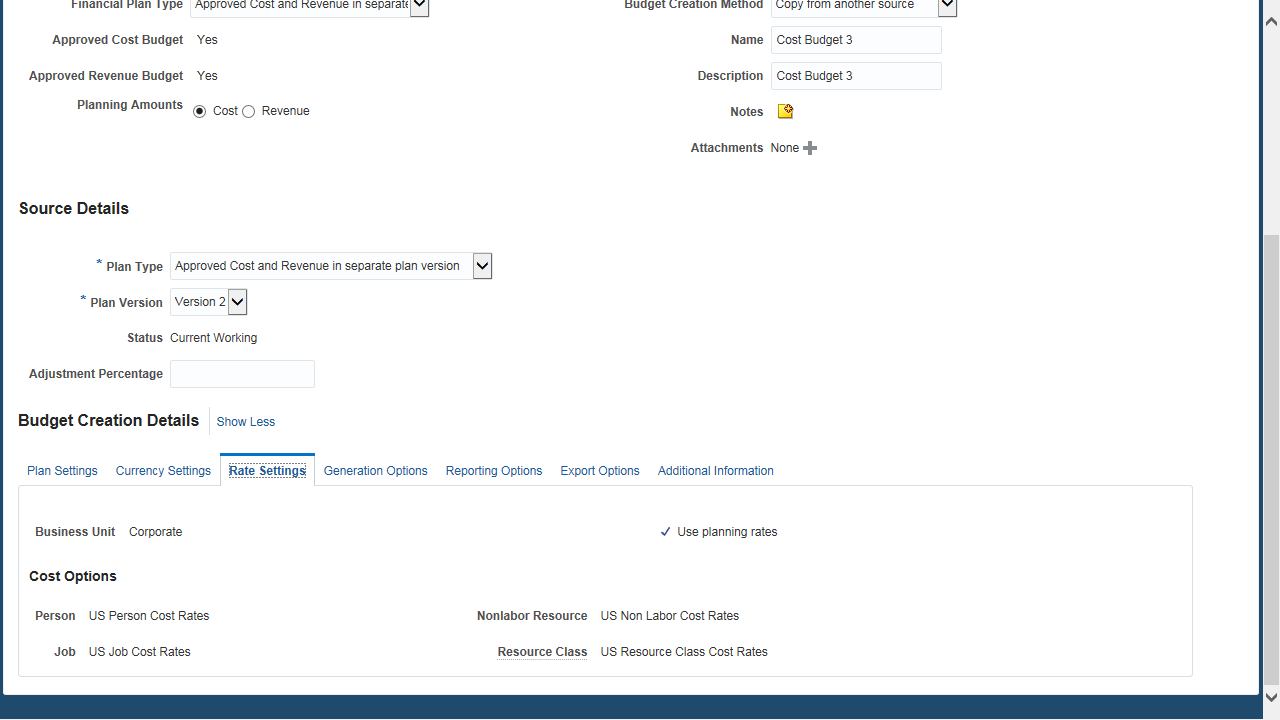 Financial Plan Type Approved Cost and Revenue in separate Budget Creation Method Copy from another source
Approved Cost Budget Yes Name Cost Budget 3
Approved Revenue Budget Yes Description Cost Budget 3
Planning Amounts Cost Revenue Notes
Attachments None
Source Details
* Plan Type Approved Cost and Revenue in separate plan version
* Plan Version Version 2
Status Current Working
Adjustment Percentage
Budget Creation Details Show Less
Plan Settings Currency Settings Rate Settings Generation Options Reporting Options Export Options Additional Information
Business Unit Corporate Use planning rates
Cost Options
Person US Person Cost Rates Nonlabor Resource US Non Labor Cost Rates
Job US Job Cost Rates Resource Class US Resource Class Cost Rates